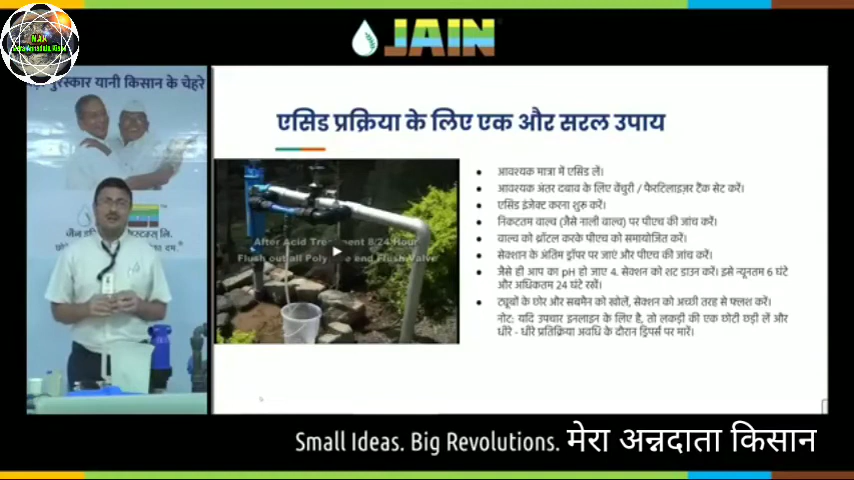 JAIN
पुरस्कार यानी किसान के चेहरे
एसिड प्रक्रिया के लिए एक और सरल उपाय
आवश्यक मात्रा में एसिड लें।
आवश्यक अंतर दबाव के लिए वेंचुरी / फैरटिलाइज़र टैंक सेट करें।
एसिड इंजेक्ट करना शुरू करें।
निकटतम वाल्व (जैसे नाली वाल्व) पर पीएच की जांच करें।
वाल्व को थ्रॉटल करके पीएच को समायोजित करें।
सेक्शान के अंतिम ड्रॉपर पर जाएं और पीएच की जांच करें।
जैसे ही आप का pH हो जाए 4. सेक्शन को शट डाउन करें। इसे न्यूनतम 6 घंटे
और अधिकतम 24 घंटे रखें।
ट्यूबों के छोर और सबमैन को खोलें, सेक्शन को अच्छी तरह से फ्लश करें।
नोट: यदि उपचार इनलाइन के लिए है, तो लकड़ी की एक छोटी छड़ी लें और
धीरे - धीरे प्रतिक्रिया अवधि के दौरान ड्रिपर्स पर मारें।
After Acid Treatment 8/24 Hour
Flush out all Poly end Flush Valve
Small Ideas. Big Revolutions. मेरा अन्नदाता किसान